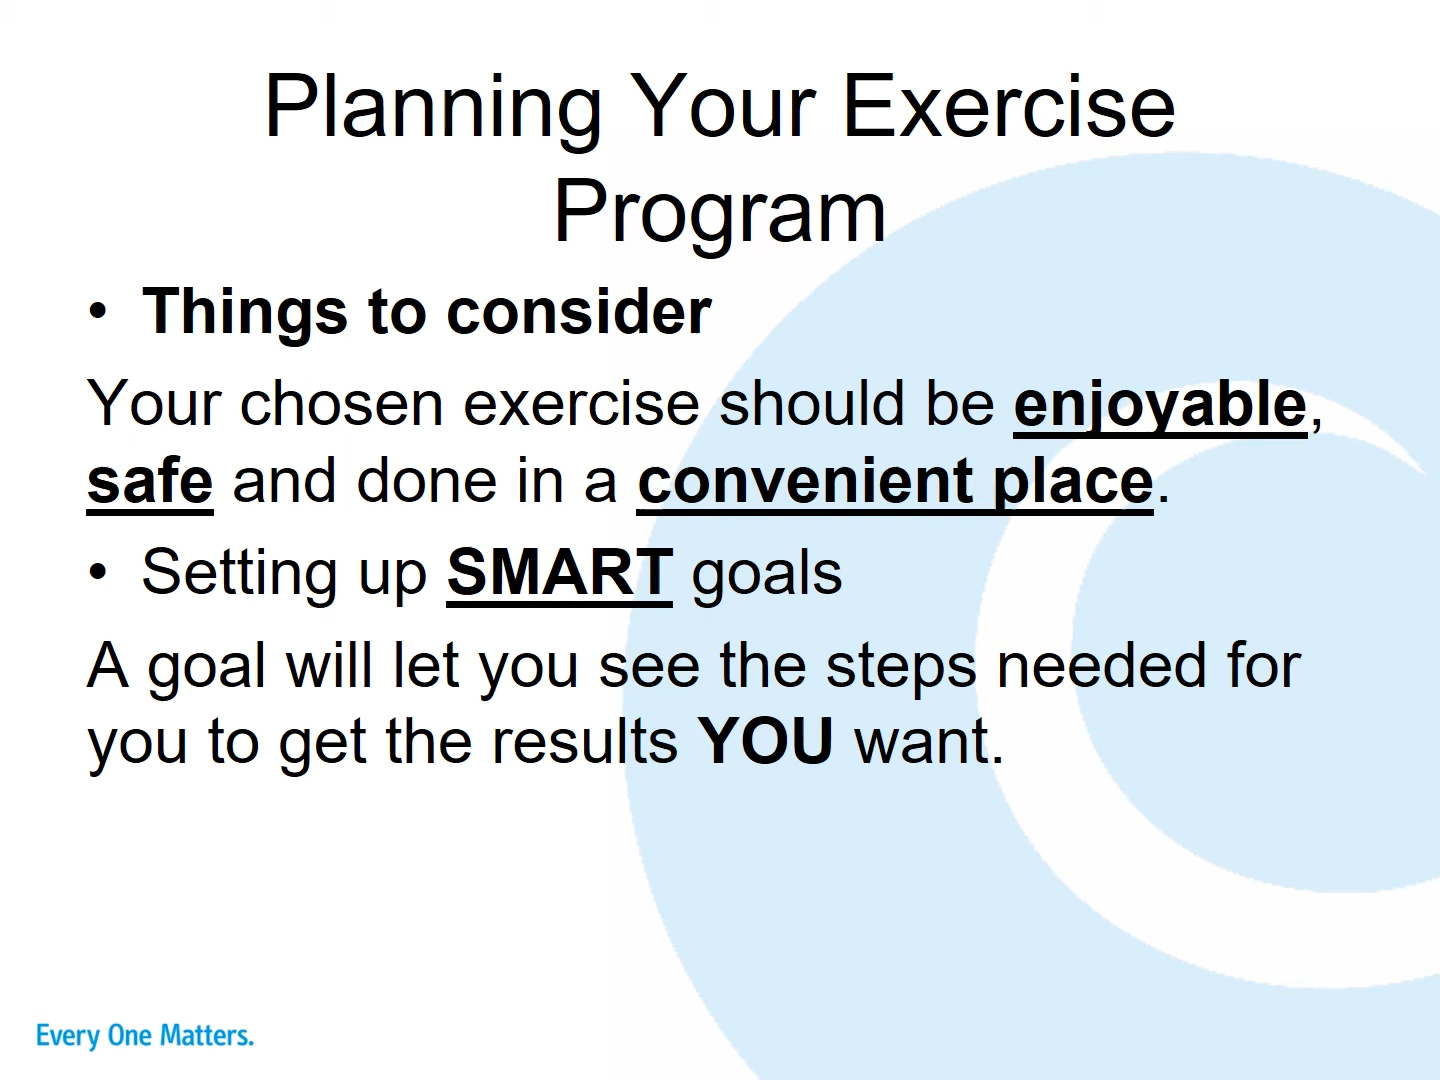 Planning Your Exercise
Program
• Things to consider
Your chosen exercise should be enjoyable,
safe and done in a convenient place.
• Setting up SMART goals
A goal will let you see the steps needed for
you to get the results YOU want.
Every One Matters.